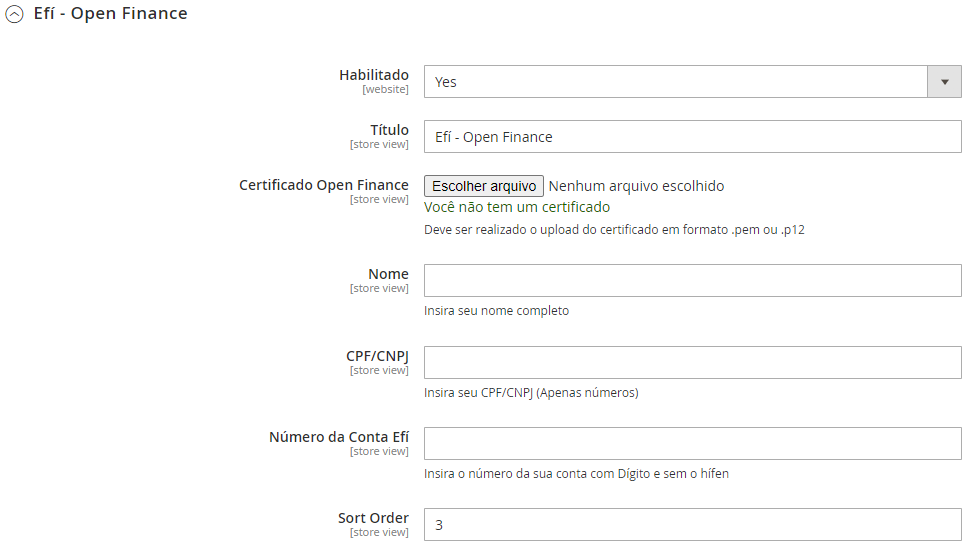 Efí - Open Finance
Habilitado
[website]
Yes
Título
[store view]
Efí - Open Finance
Certificado Open Finance
[store view]
Escolher arquivo Nenhum arquivo escolhido
Você não tem um certificado
Deve ser realizado o upload do certificado em formato .pem ou .p12
Nome
[store view]
Insira seu nome completo
CPF/CNPJ
[store view]
Insira seu CPF/CNPJ (Apenas números)
Número da Conta Efí
[store view]
Insira o número da sua conta com Dígito e sem o hífen
Sort Order
[store view]
3